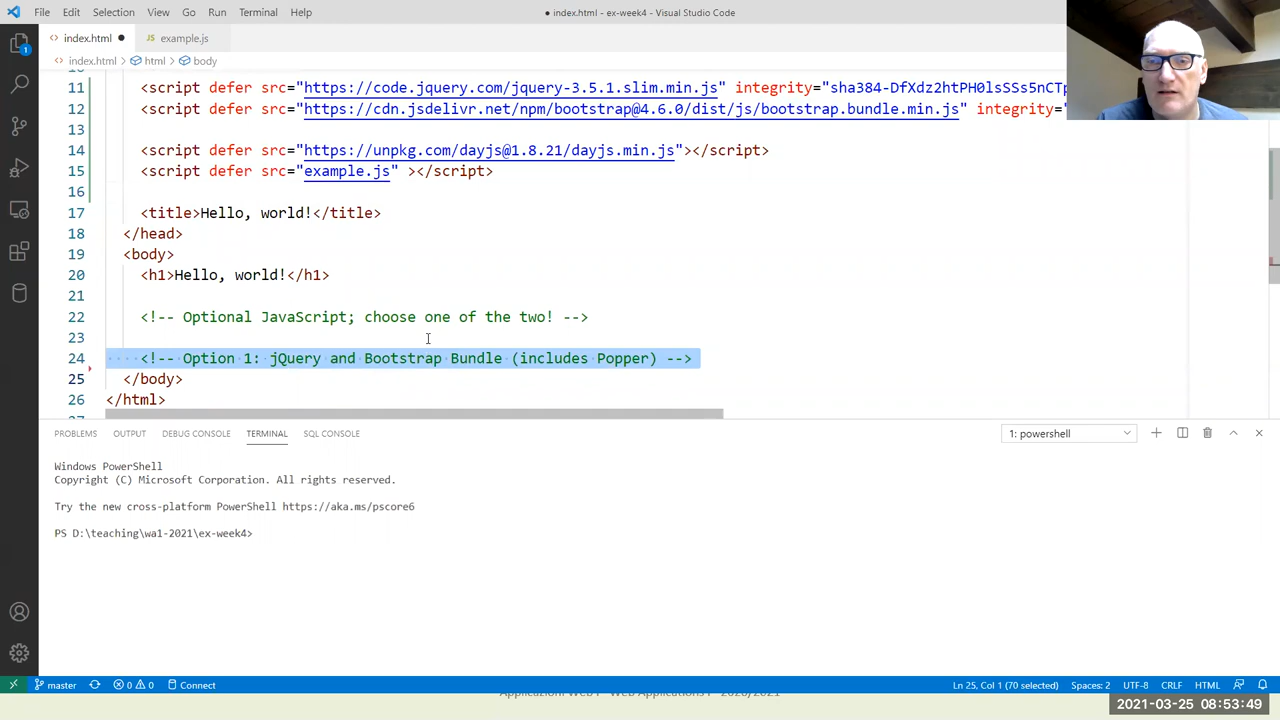 File Edit Selection View Go Run Terminal Help
● index.html - ex-week4 - Visual Studio Code
index.html ● example.js
index.html > html > body
11 <script defer src="https://code.jquery.com/jquery-3.5.1.slim.min.js" integrity="sha384-DfXdz2htPH0lsSSs5nCTp
12 <script defer src="https://cdn.jsdelivr.net/npm/bootstrap@4.6.0/dist/js/bootstrap.bundle.min.js" integrity=
13
14 <script defer src="https://unpkg.com/dayjs@1.8.21/dayjs.min.js"></script>
15 <script defer src="example.js" ></script>
16
17 <title>Hello, world!</title>
18 </head>
19 <body>
20 <h1>Hello, world!</h1>
21
22 <!-- Optional JavaScript; choose one of the two! -->
23
24 <!-- Option 1: jQuery and Bootstrap Bundle (includes Popper) -->
25 </body>
26 </html>
PROBLEMS OUTPUT DEBUG CONSOLE TERMINAL SQL CONSOLE 1: powershell
Windows PowerShell
Copyright (C) Microsoft Corporation. All rights reserved.
Try the new cross-platform PowerShell https://aka.ms/pscore6
PS D:\teaching\wa1-2021\ex-week4>
master 0 0 Connect Ln 25, Col 1 (70 selected) Spaces: 2 UTF-8 CRLF HTML
Applicazioni Web I - Web Applications I - 2020/2021
2021-03-25 08:53:49